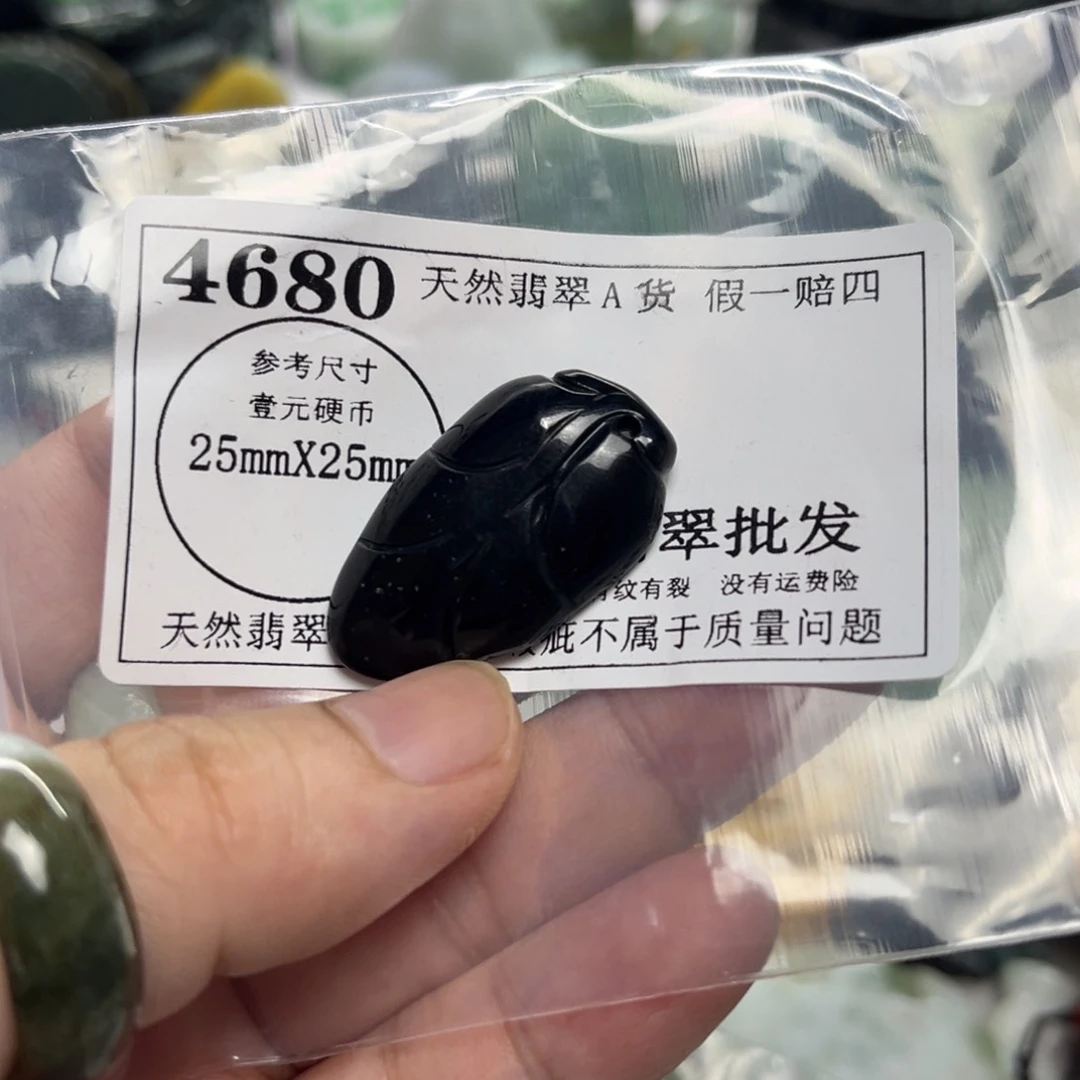 4680 天然翡翠A货 假一赔四
参考尺寸
壹元硬币
25mmX25mm
翠批发
纹有裂 没有运费险
天然翡翠 疵不属于质量问题